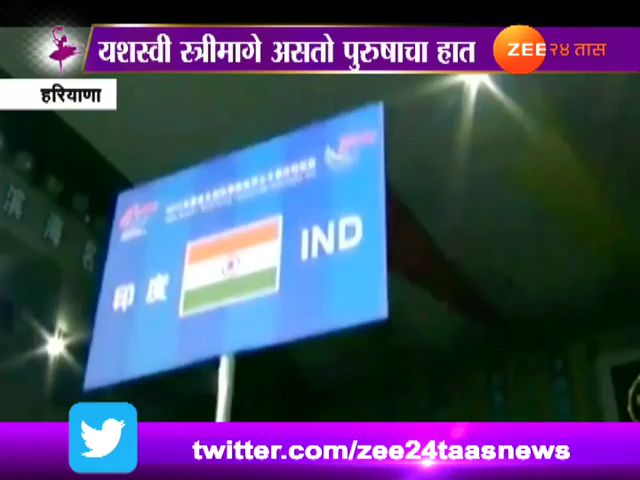 यशस्वी स्त्रीमागे असतो पुरुषाचा हात
ZEE २४ तास
हरियाणा
IND
印 度
twitter.com/zee24taasnews